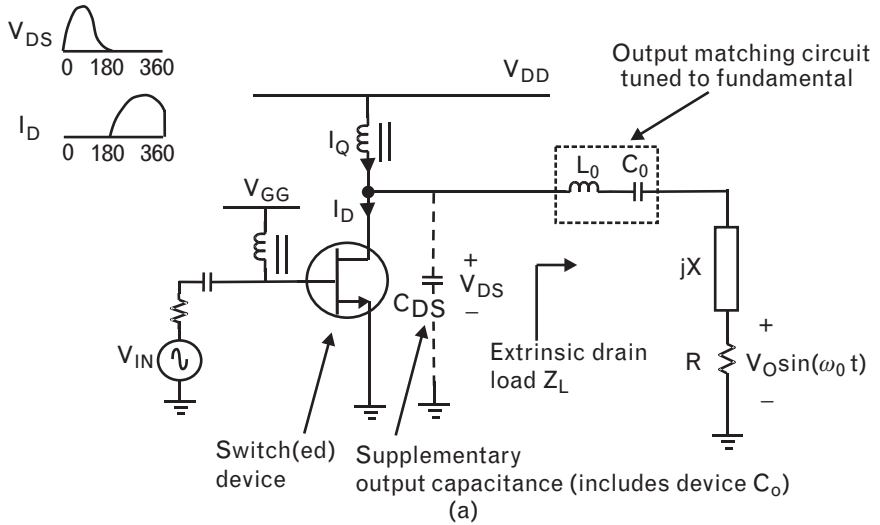 V_DS
0 180 360
I_D
0 180 360
V_DD
Output matching circuit
tuned to fundamental
I_Q
L_0 C_0
V_GG
I_D
+
V_DS
−
C_DS
jX
V_IN
Extrinsic drain
load Z_L
R
+
V_O sin(ω_0 t)
−
Switch(ed)
device
Supplementary
output capacitance (includes device C_o)
(a)